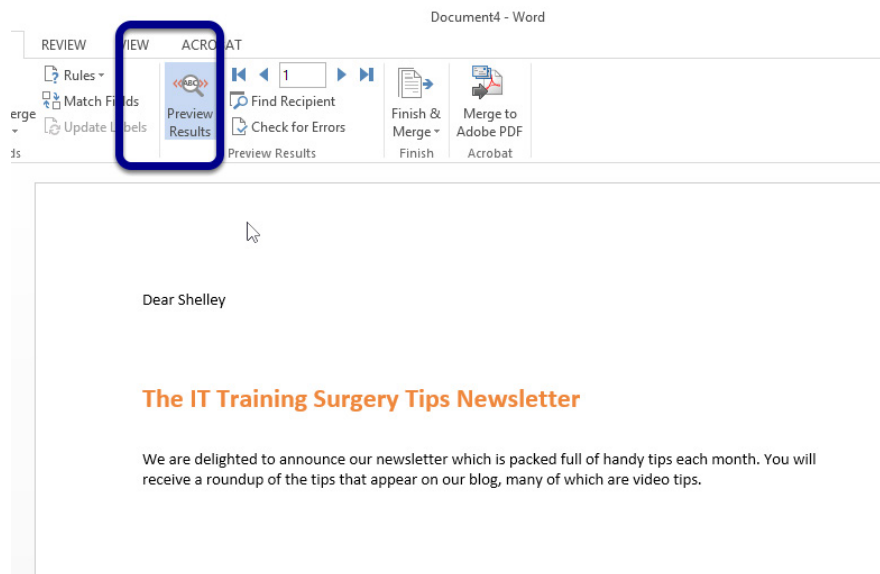 Document4 - Word
REVIEW VIEW ACROBAT
Rules
Match Fields
Update Labels
«ABC»
Preview
Results
1
Find Recipient
Check for Errors
Preview Results
Finish &
Merge
Finish
Merge to
Adobe PDF
Acrobat
Dear Shelley
The IT Training Surgery Tips Newsletter
We are delighted to announce our newsletter which is packed full of handy tips each month. You will
receive a roundup of the tips that appear on our blog, many of which are video tips.